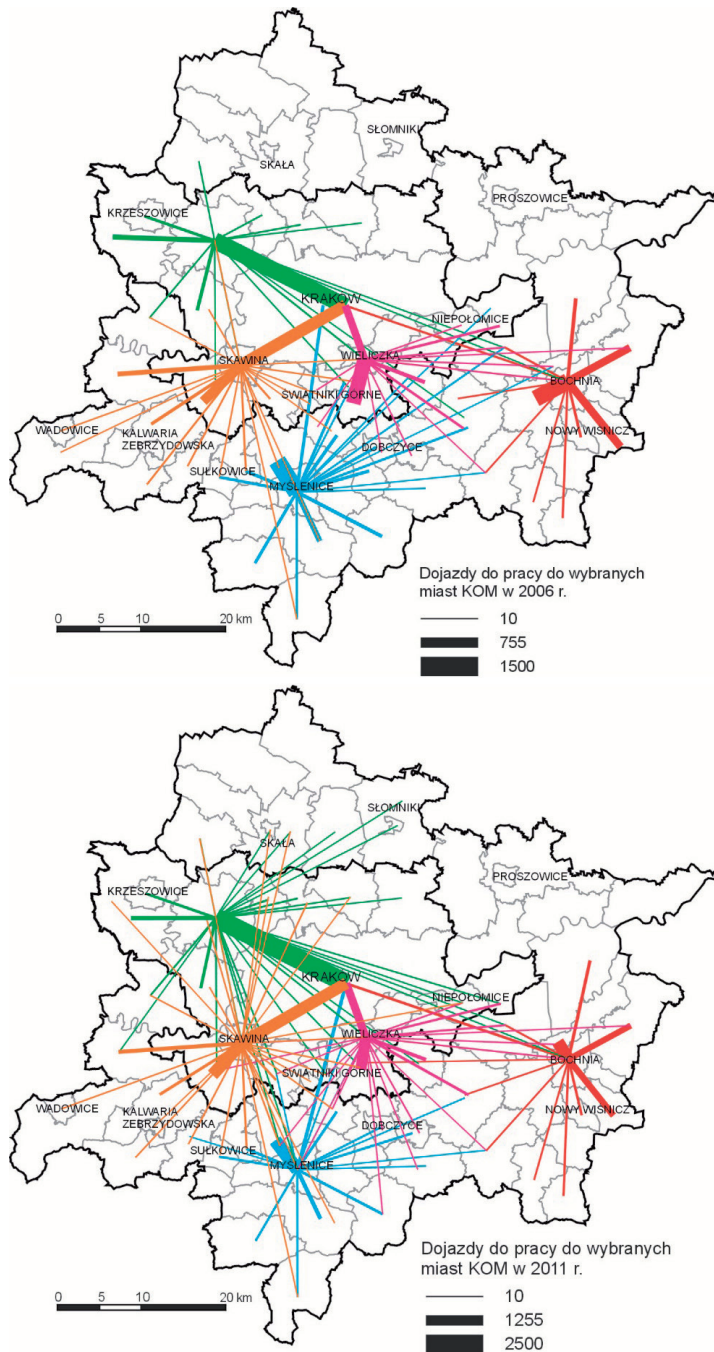 SŁOMNIKI
SKAŁA
PROSZOWICE
KRZESZOWICE
KRAKÓW
NIEPOŁOMICE
WIELICZKA
SKAWINA
BOCHNIA
ŚWIĄTNIKI GÓRNE
WADOWICE
KALWARIA
ZEBRZYDOWSKA
DOBCZYCE
NOWY WIŚNICZ
SUŁKOWICE
MYŚLENICE
Dojazdy do pracy do wybranych
miast KOM w 2006 r.
0 5 10 20 km
10
755
1500
SŁOMNIKI
SKAŁA
PROSZOWICE
KRZESZOWICE
KRAKÓW
NIEPOŁOMICE
WIELICZKA
SKAWINA
BOCHNIA
ŚWIĄTNIKI GÓRNE
WADOWICE
KALWARIA
ZEBRZYDOWSKA
DOBCZYCE
NOWY WIŚNICZ
SUŁKOWICE
MYŚLENICE
Dojazdy do pracy do wybranych
miast KOM w 2011 r.
0 5 10 20 km
10
1255
2500